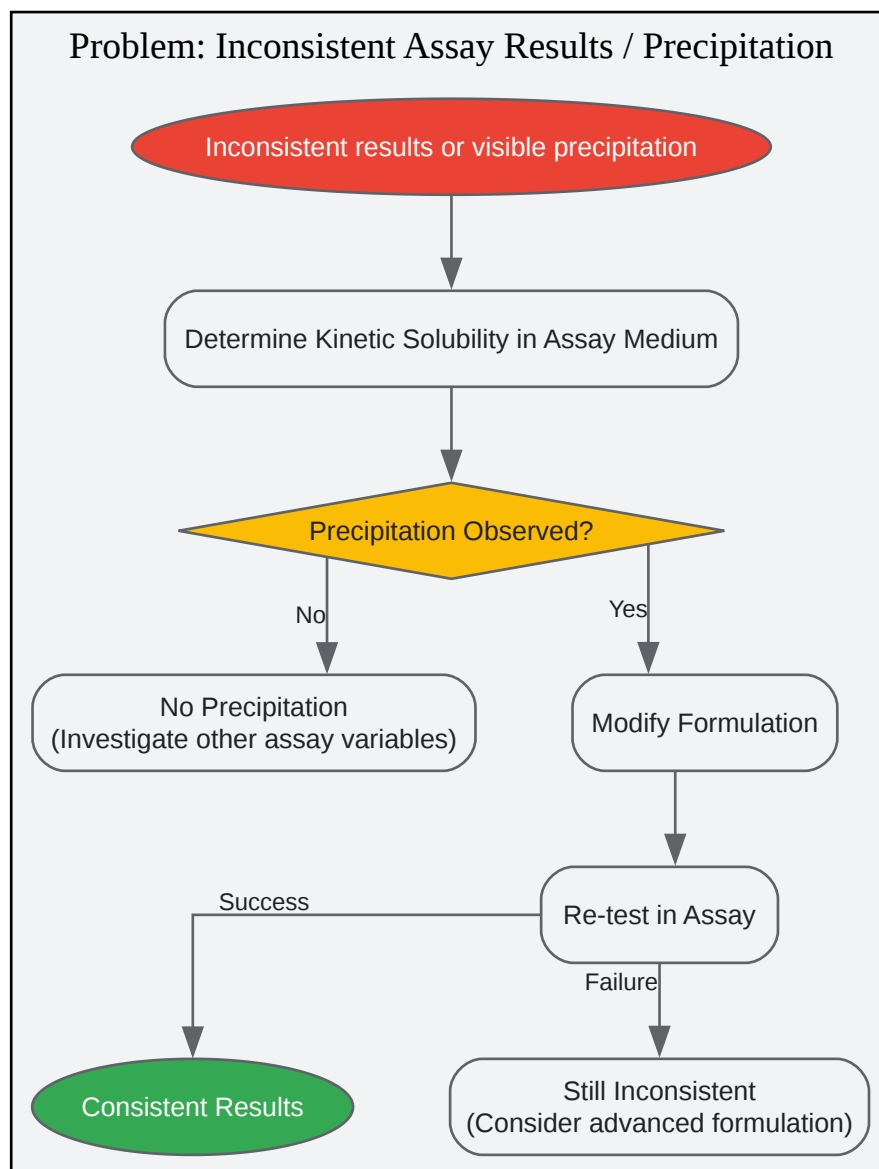 Problem: Inconsistent Assay Results / Precipitation
Inconsistent results or visible precipitation
Determine Kinetic Solubility in Assay Medium
Precipitation Observed?
No
Yes
No Precipitation
(Investigate other assay variables)
Modify Formulation
Success
Re-test in Assay
Failure
Consistent Results
Still Inconsistent
(Consider advanced formulation)